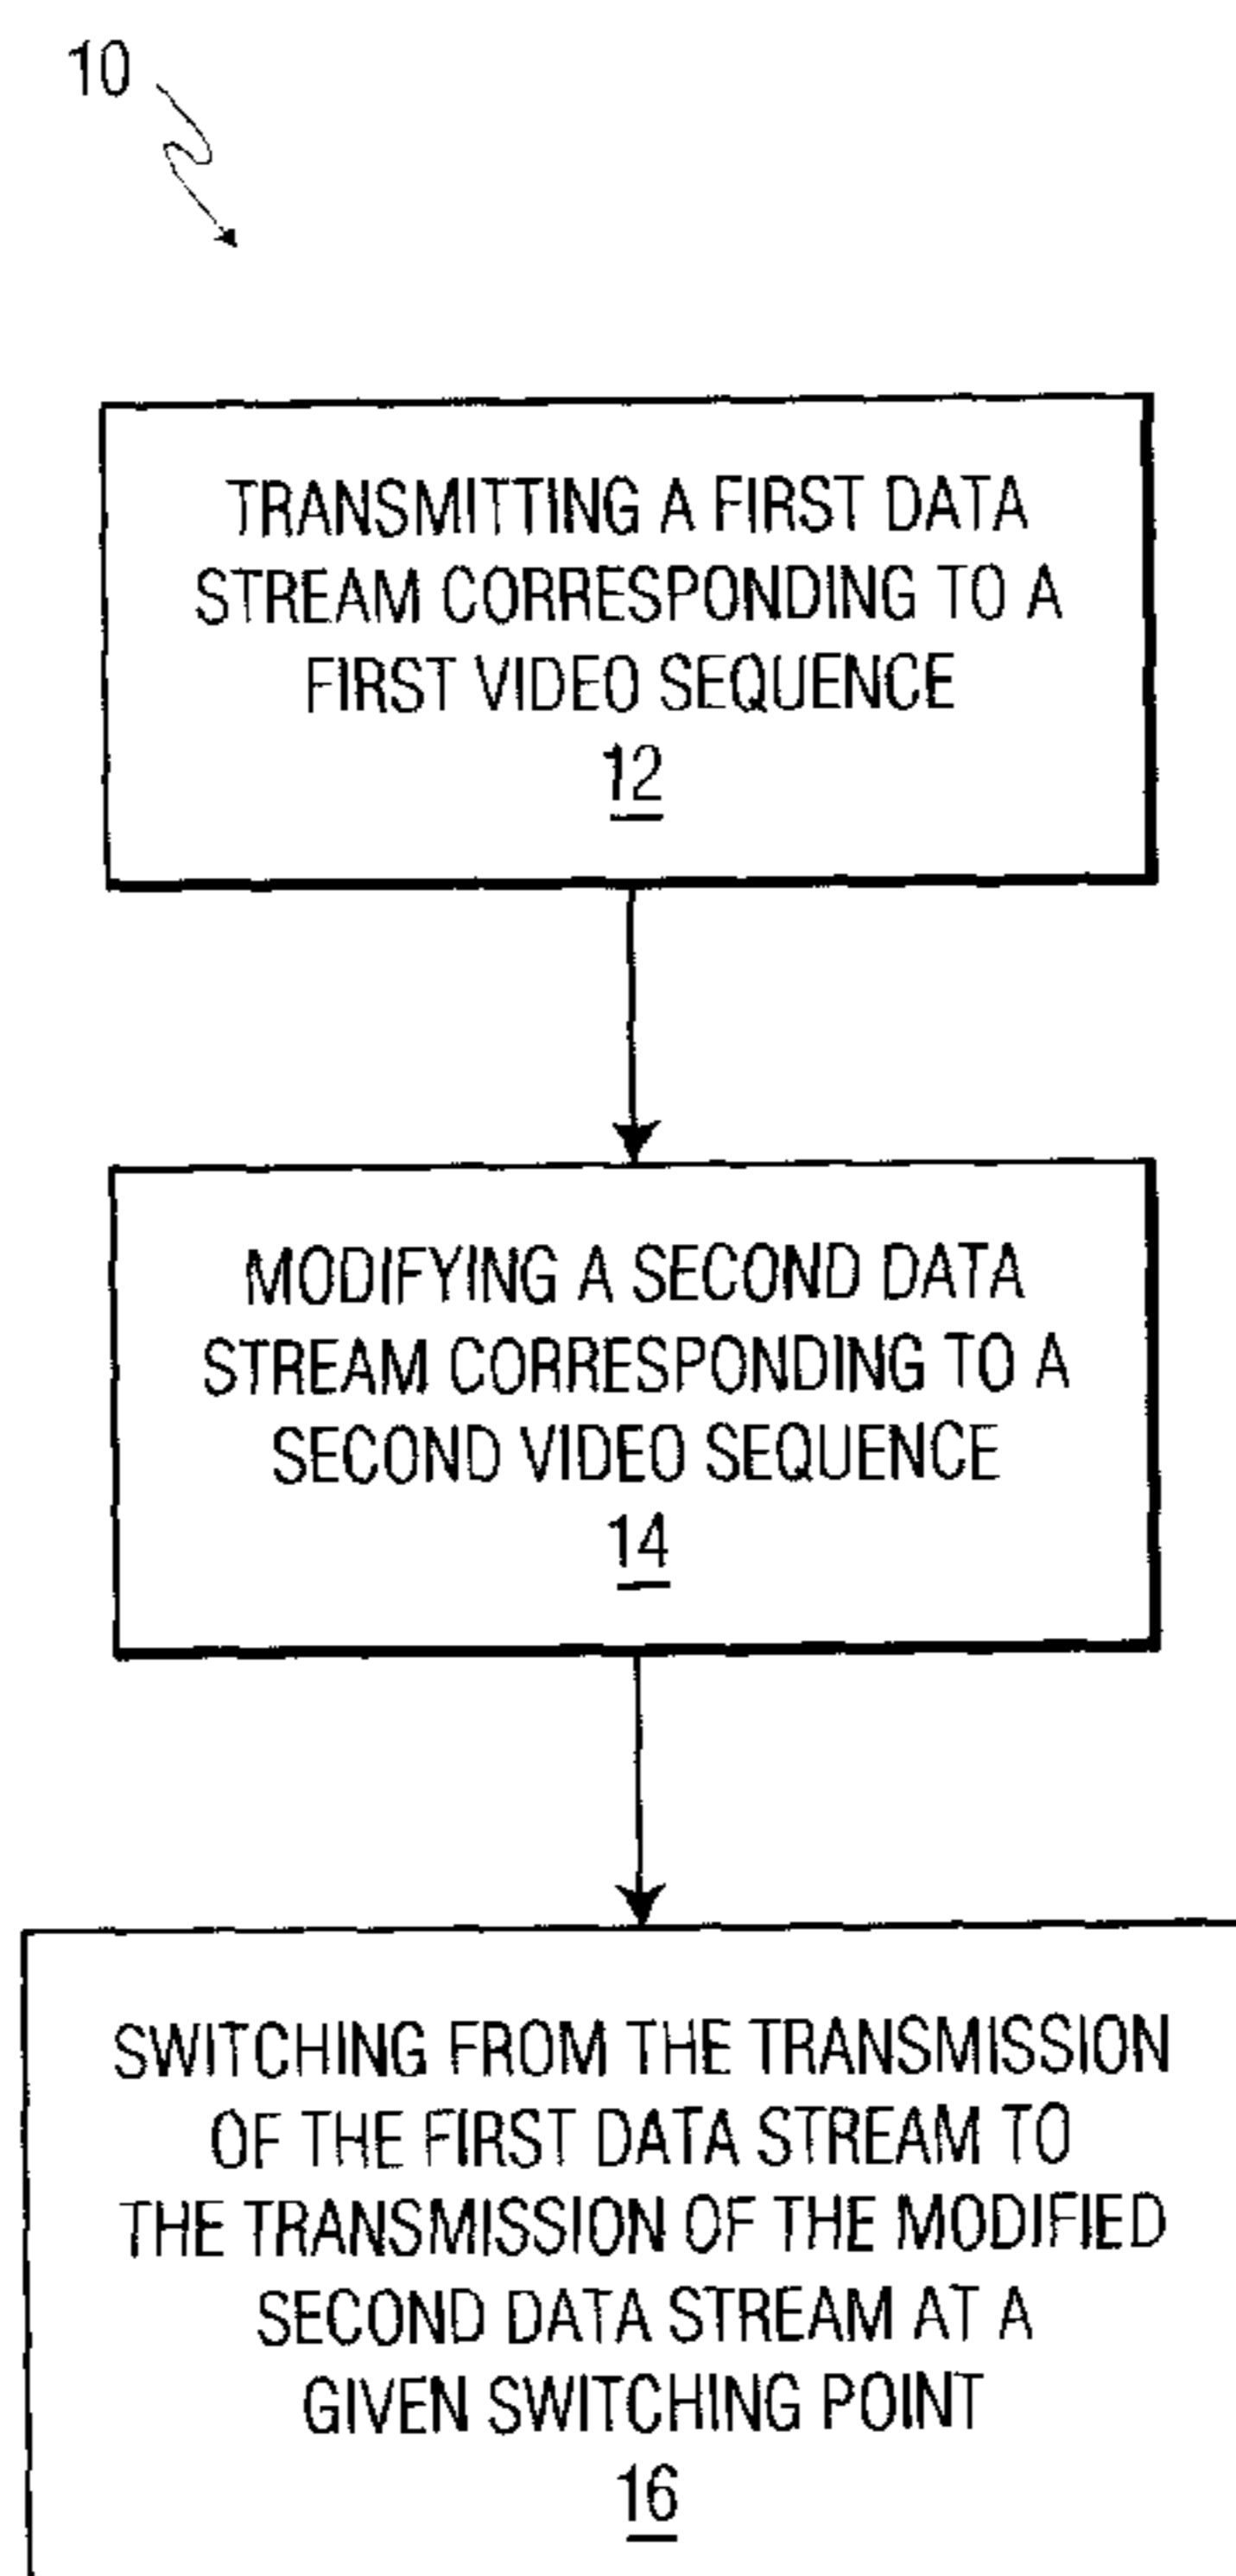 10
TRANSMITTING A FIRST DATA
STREAM CORRESPONDING TO A
FIRST VIDEO SEQUENCE
12
MODIFYING A SECOND DATA
STREAM CORRESPONDING TO A
SECOND VIDEO SEQUENCE
14
SWITCHING FROM THE TRANSMISSION
OF THE FIRST DATA STREAM TO
THE TRANSMISSION OF THE MODIFIED
SECOND DATA STREAM AT A
GIVEN SWITCHING POINT
16